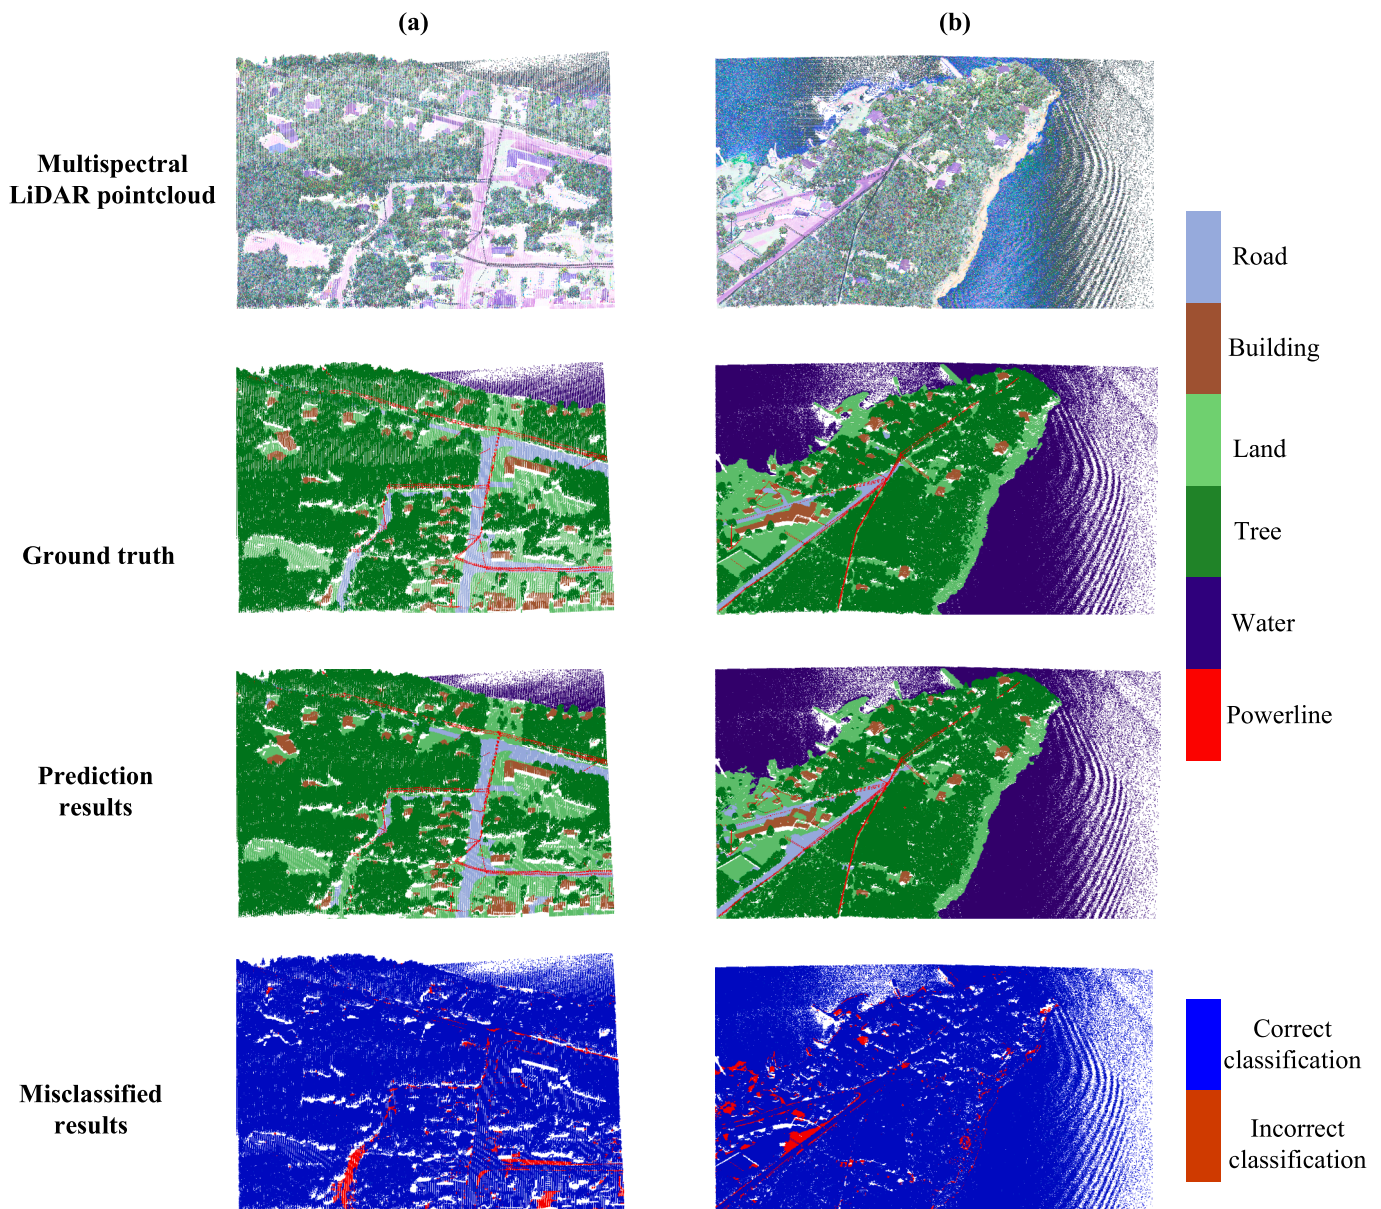 (a)
(b)
Multispectral
LiDAR pointcloud
Ground truth
Prediction
results
Misclassified
results
Road
Building
Land
Tree
Water
Powerline
Correct
classification
Incorrect
classification